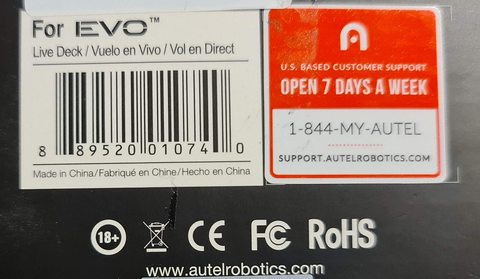 For EVO™
Live Deck / Vuelo en Vivo / Vol en Direct
8 89520 01074 0
Made in China/Fabriqué en Chine/Hecho en China
U.S. BASED CUSTOMER SUPPORT
OPEN 7 DAYS A WEEK
1-844-MY-AUTEL
SUPPORT.AUTELROBOTICS.COM
18+ CE FC RoHS
www.autelrobotics.com